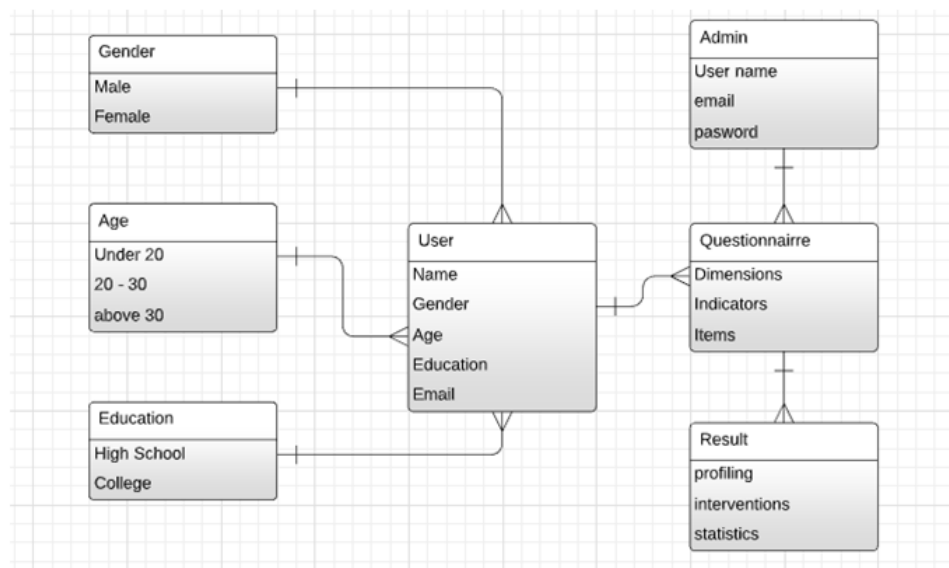 Gender
Male
Female
Age
Under 20
20 - 30
above 30
Education
High School
College
User
Name
Gender
Age
Education
Email
Admin
User name
email
pasword
Questionnairre
Dimensions
Indicators
Items
Result
profiling
interventions
statistics